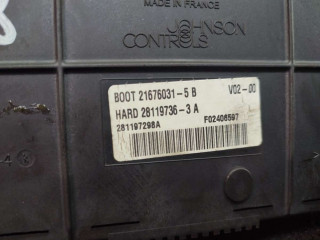 MADE IN FRANCE
JOHNSON
CONTROLS
BOOT 21676031-5 B V02-00
HARD 28119736-3 A
281197298A F02406597